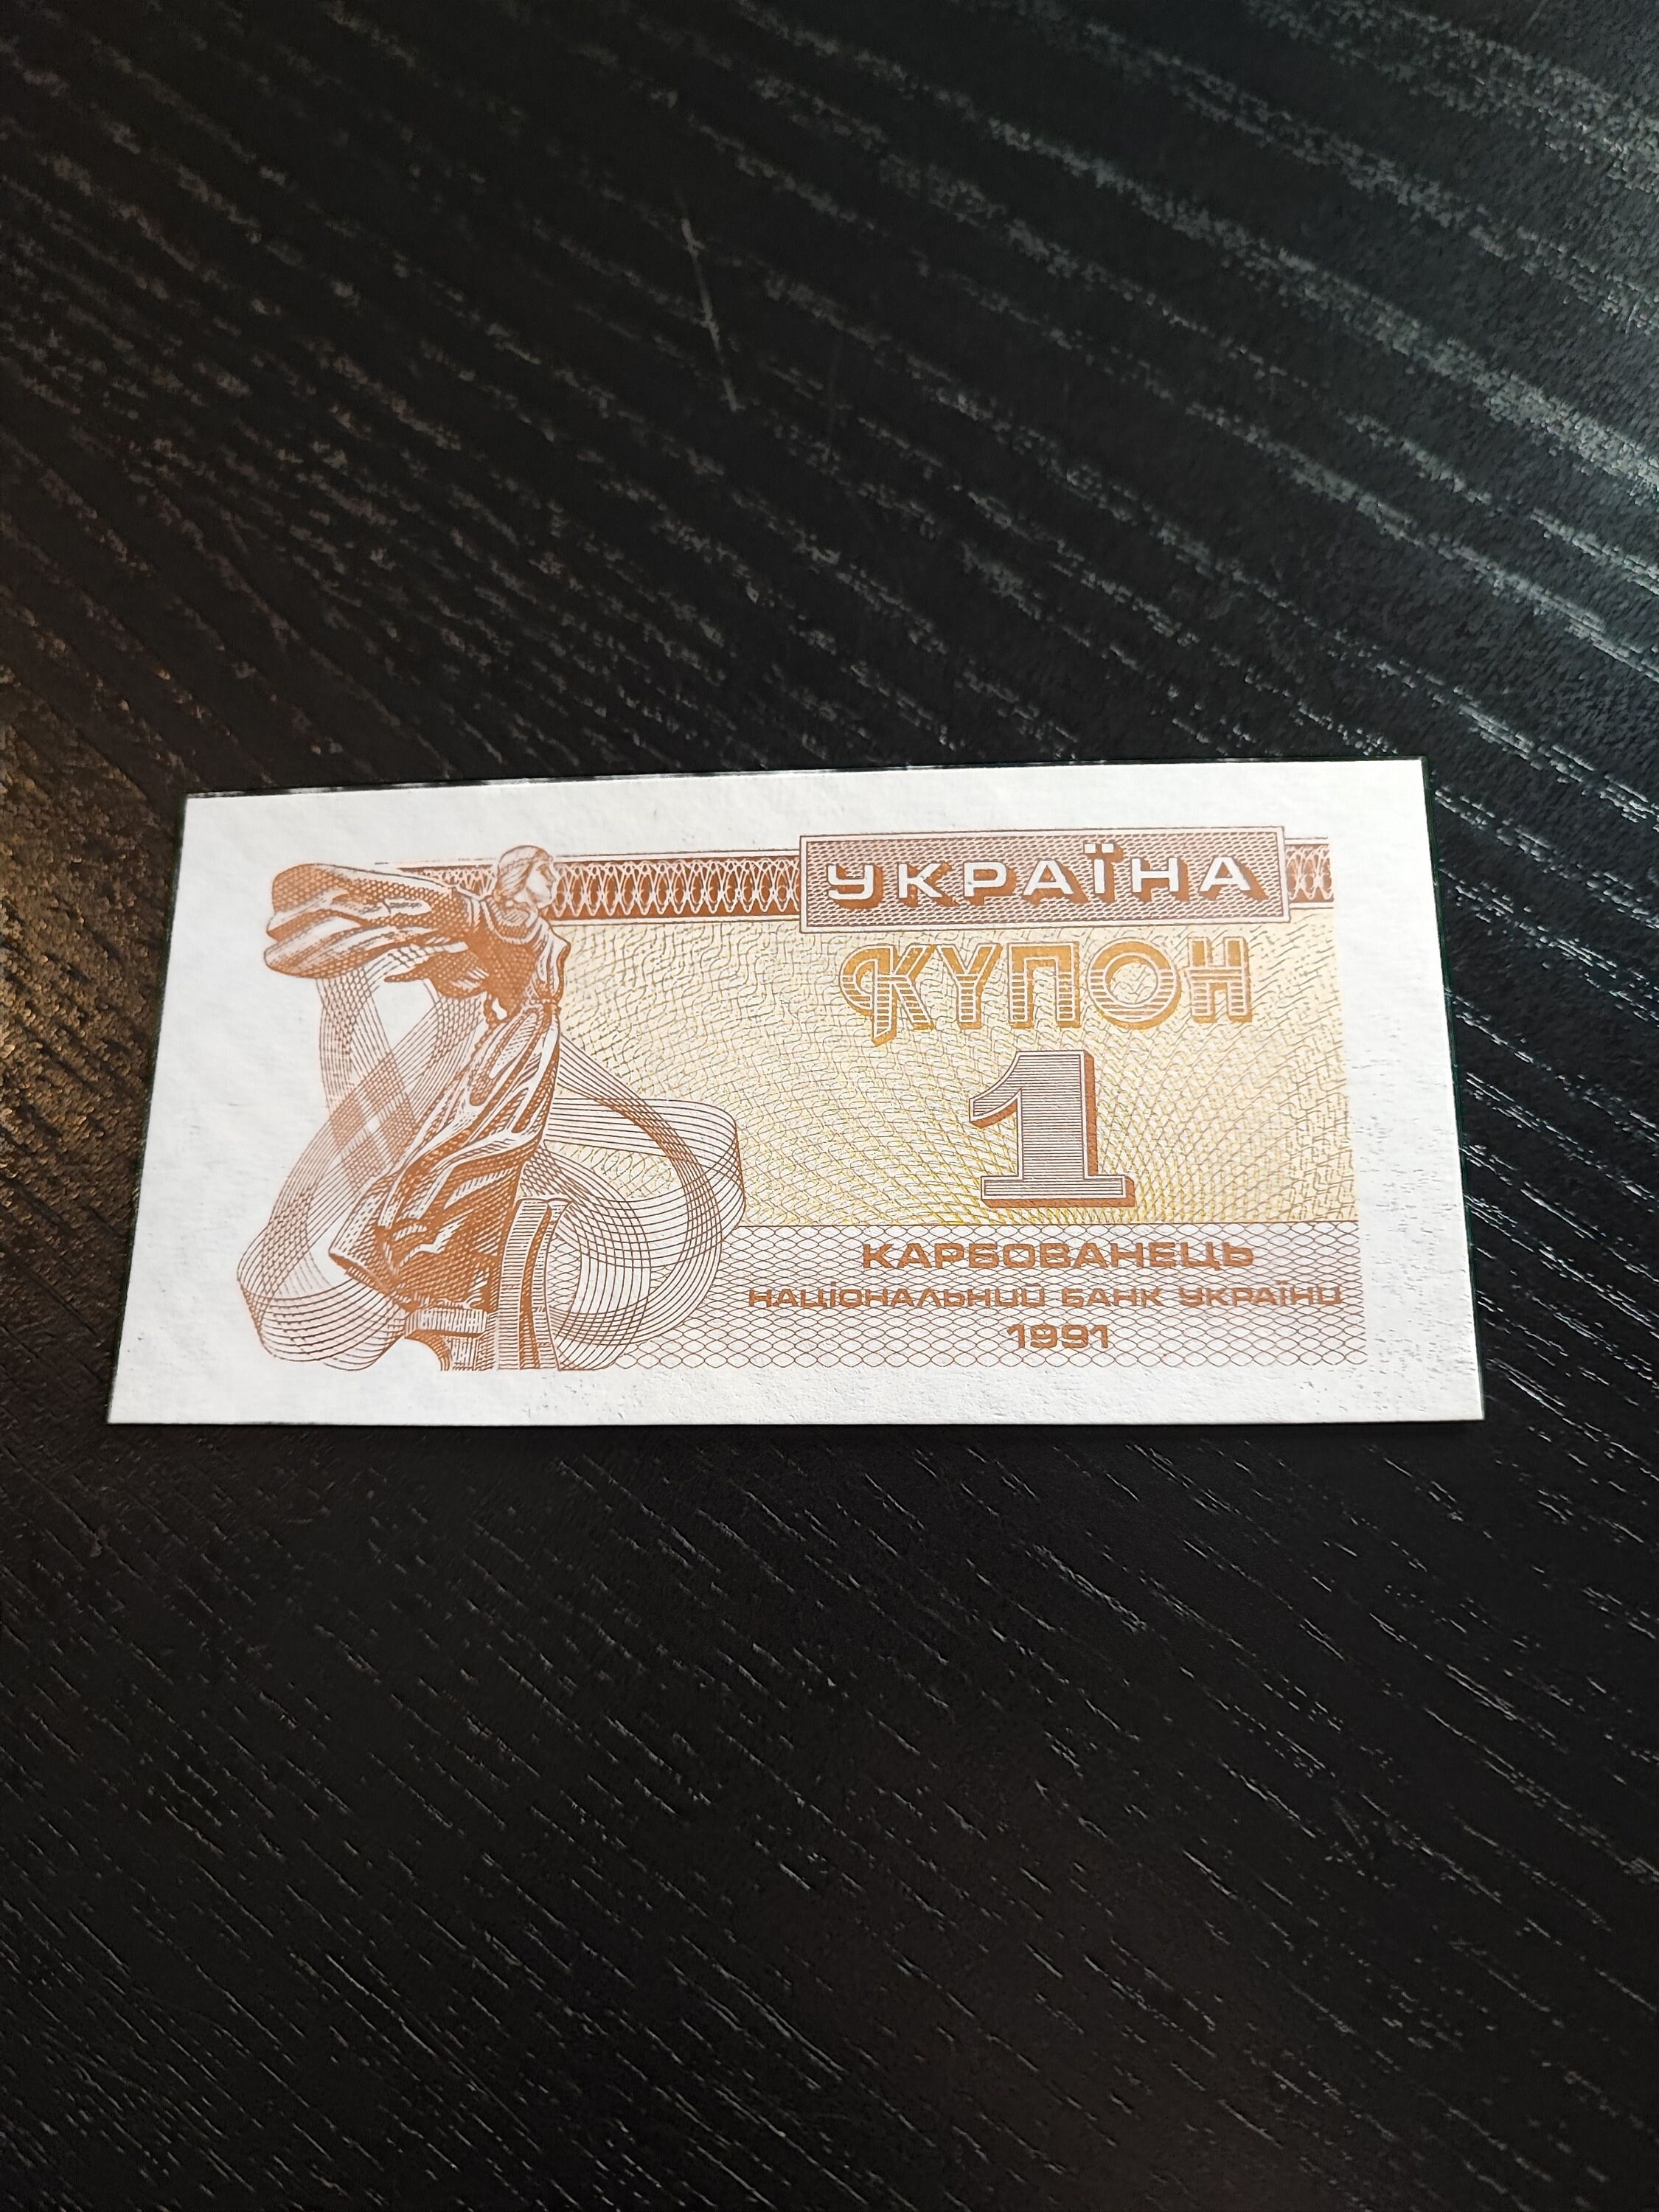 УКРАЇНА
КУПОН
1
КАРБОВАНЕЦЬ
НАЦІОНАЛЬНИЙ БАНК УКРАЇНИ
1991